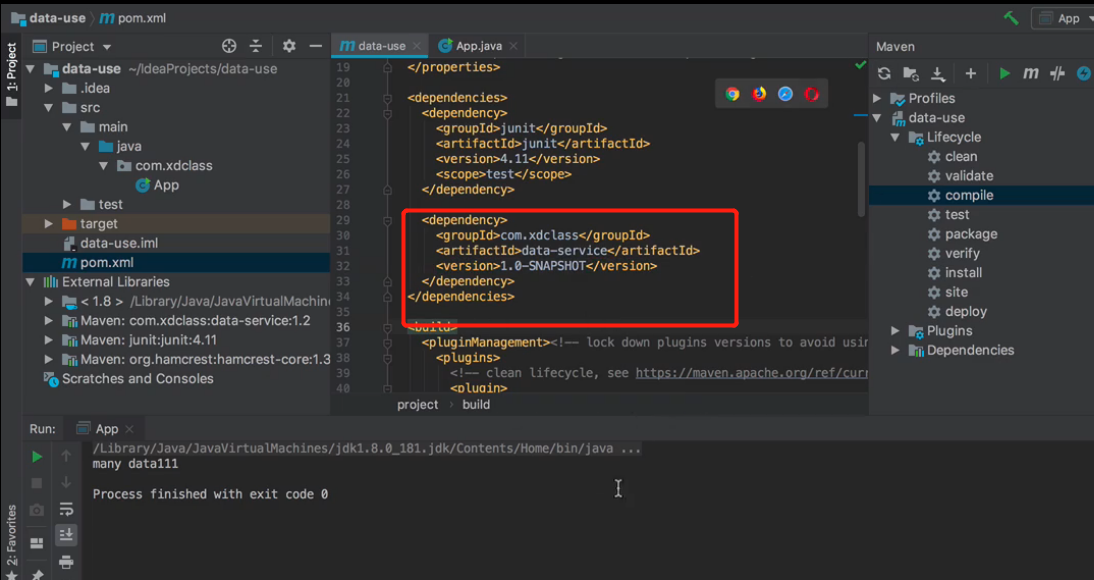 data-use
pom.xml
App
1: Project
Project
data-use ~/IdeaProjects/data-use
.idea
src
main
java
com.xdclass
App
test
target
data-use.iml
pom.xml
External Libraries
< 1.8 > /Library/Java/JavaVirtualMachin
Maven: com.xdclass:data-service:1.2
Maven: junit:junit:4.11
Maven: org.hamcrest:hamcrest-core:1.3
Scratches and Consoles
data-use
App.java
19 </properties>
20
21 <dependencies>
22 <dependency>
23 <groupId>junit</groupId>
24 <artifactId>junit</artifactId>
25 <version>4.11</version>
26 <scope>test</scope>
27 </dependency>
28
29 <dependency>
30 <groupId>com.xdclass</groupId>
31 <artifactId>data-service</artifactId>
32 <version>1.0-SNAPSHOT</version>
33 </dependency>
34 </dependencies>
35
36 <build>
37 <pluginManagement><!-- lock down plugins versions to avoid usin
38 <plugins>
39 <!-- clean lifecycle, see https://maven.apache.org/ref/curr
40 <plugin>
project › build
Maven
Profiles
data-use
Lifecycle
clean
validate
compile
test
package
verify
install
site
deploy
Plugins
Dependencies
Run: App
/Library/Java/JavaVirtualMachines/jdk1.8.0_181.jdk/Contents/Home/bin/java ...
many data111
Process finished with exit code 0
2: Favorites